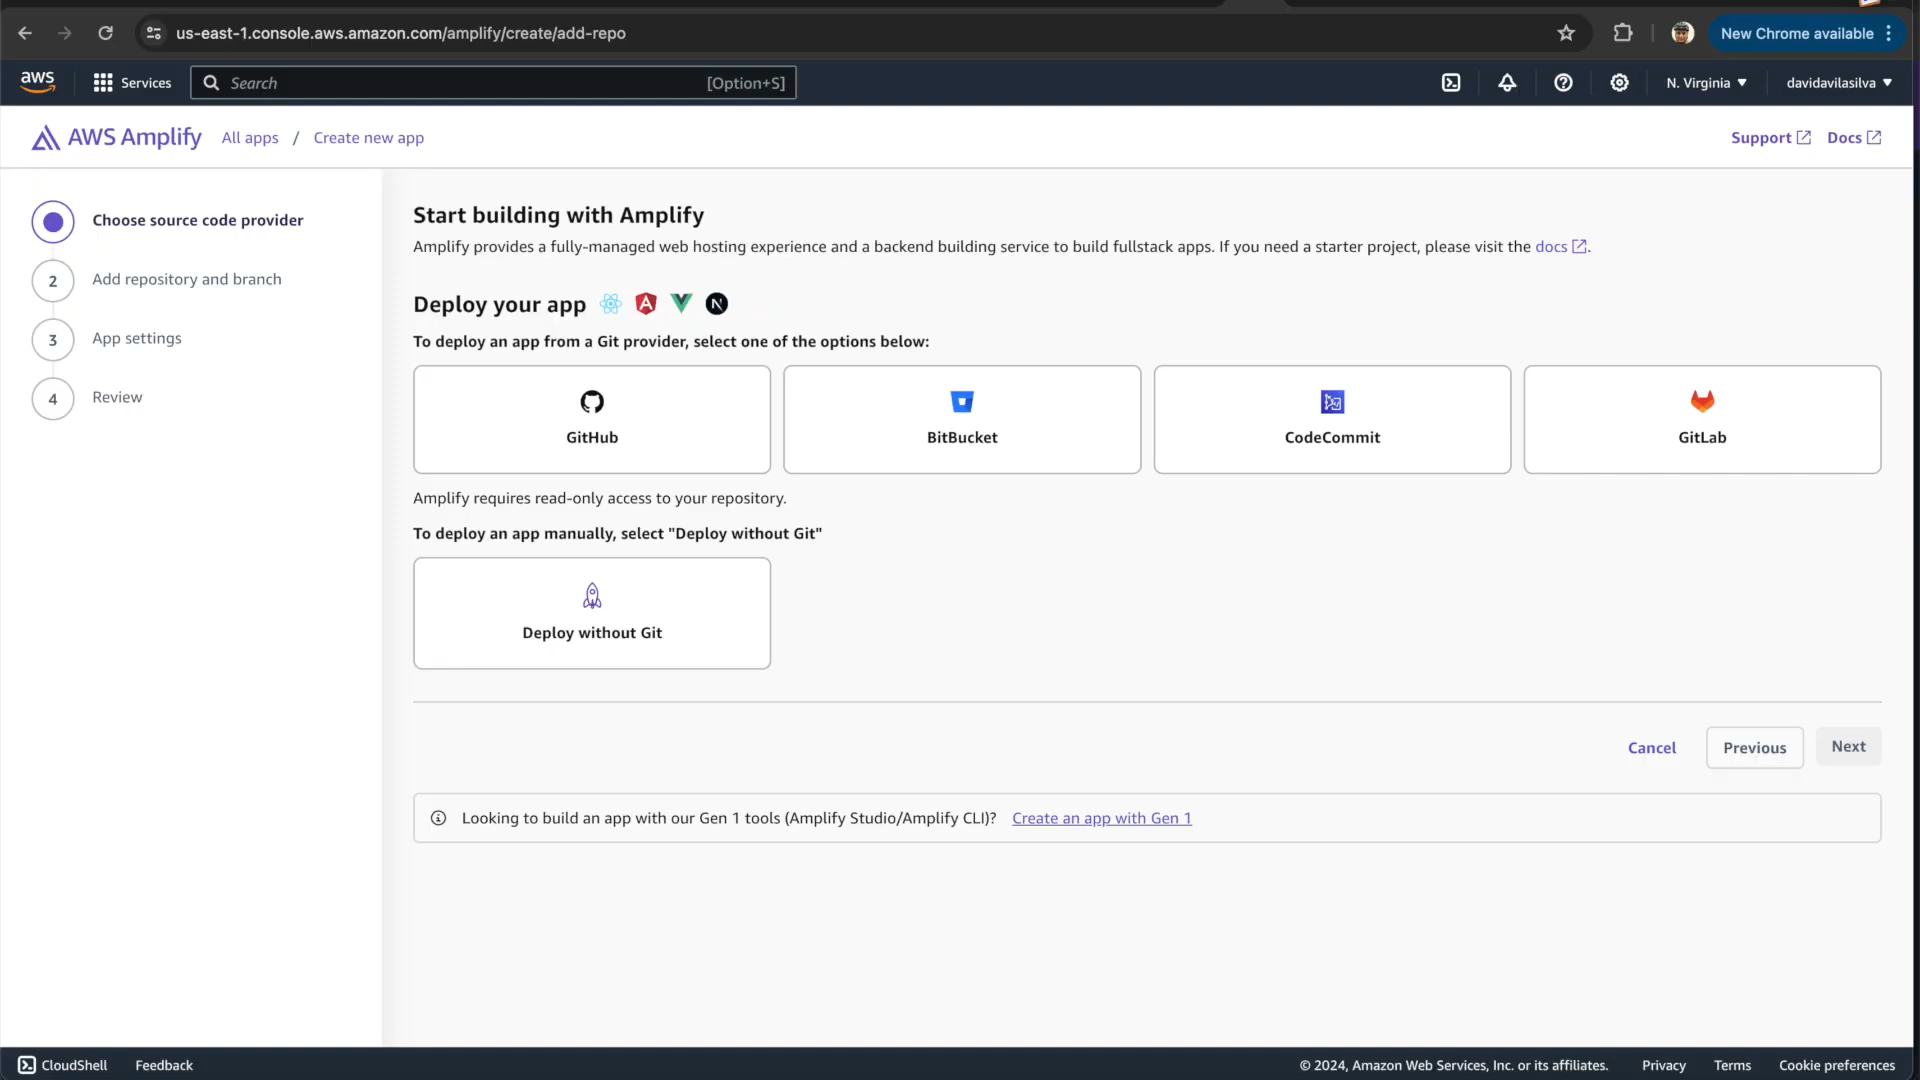 us-east-1.console.aws.amazon.com/amplify/create/add-repo
New Chrome available
aws
Services
Search
[Option+S]
N. Virginia
davidavilasilva
AWS Amplify
All apps / Create new app
Support
Docs
Choose source code provider
2 Add repository and branch
3 App settings
4 Review
Start building with Amplify
Amplify provides a fully-managed web hosting experience and a backend building service to build fullstack apps. If you need a starter project, please visit the docs.
Deploy your app
To deploy an app from a Git provider, select one of the options below:
GitHub
BitBucket
CodeCommit
GitLab
Amplify requires read-only access to your repository.
To deploy an app manually, select "Deploy without Git"
Deploy without Git
Cancel
Previous
Next
Looking to build an app with our Gen 1 tools (Amplify Studio/Amplify CLI)? Create an app with Gen 1
CloudShell
Feedback
© 2024, Amazon Web Services, Inc. or its affiliates.
Privacy
Terms
Cookie preferences